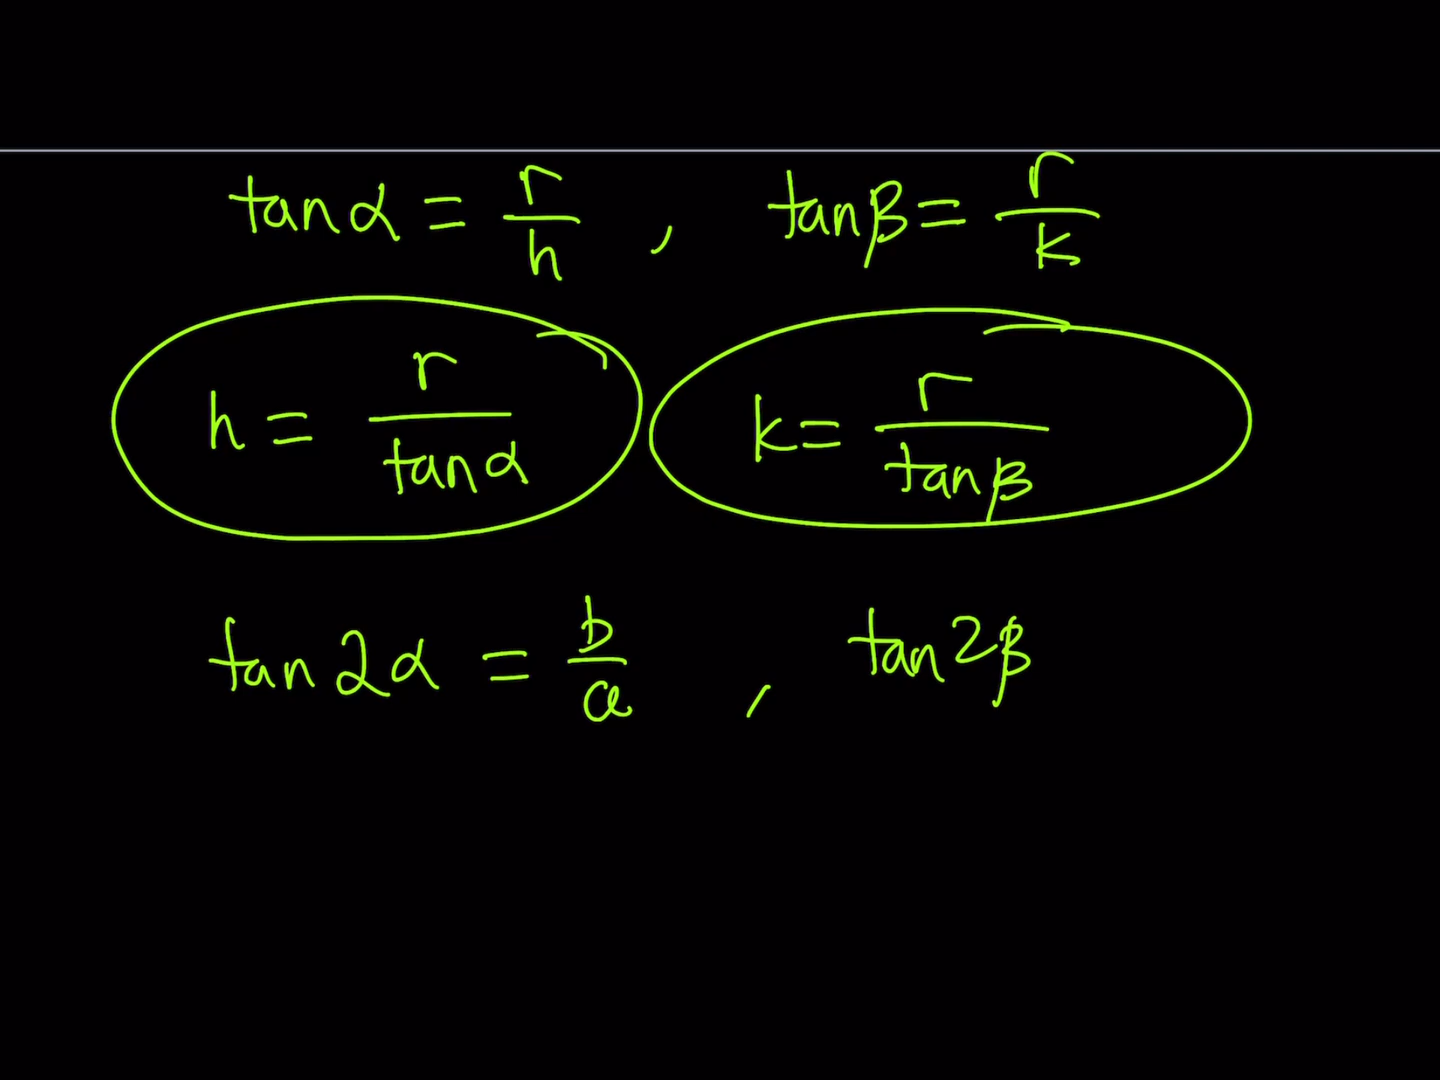 tanα = r/h , tanβ = r/k
h = r/tanα k = r/tanβ
tan2α = b/a , tan2β